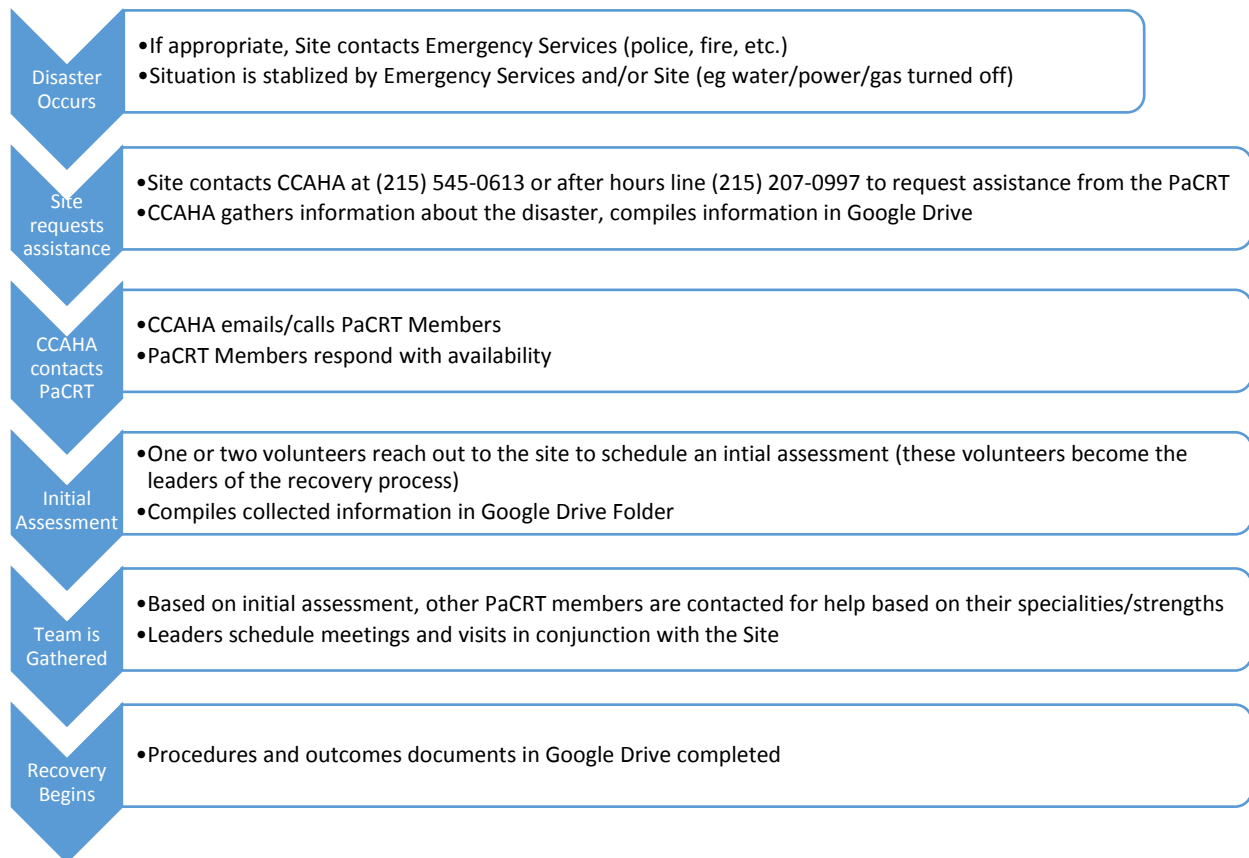 Disaster
Occurs
•If appropriate, Site contacts Emergency Services (police, fire, etc.)
•Situation is stablized by Emergency Services and/or Site (eg water/power/gas turned off)
Site
requests
assistance
•Site contacts CCAHA at (215) 545-0613 or after hours line (215) 207-0997 to request assistance from the PaCRT
•CCAHA gathers information about the disaster, compiles information in Google Drive
CCAHA
contacts
PaCRT
•CCAHA emails/calls PaCRT Members
•PaCRT Members respond with availability
Initial
Assessment
•One or two volunteers reach out to the site to schedule an intial assessment (these volunteers become the
leaders of the recovery process)
•Compiles collected information in Google Drive Folder
Team is
Gathered
•Based on initial assessment, other PaCRT members are contacted for help based on their specialities/strengths
•Leaders schedule meetings and visits in conjunction with the Site
Recovery
Begins
•Procedures and outcomes documents in Google Drive completed